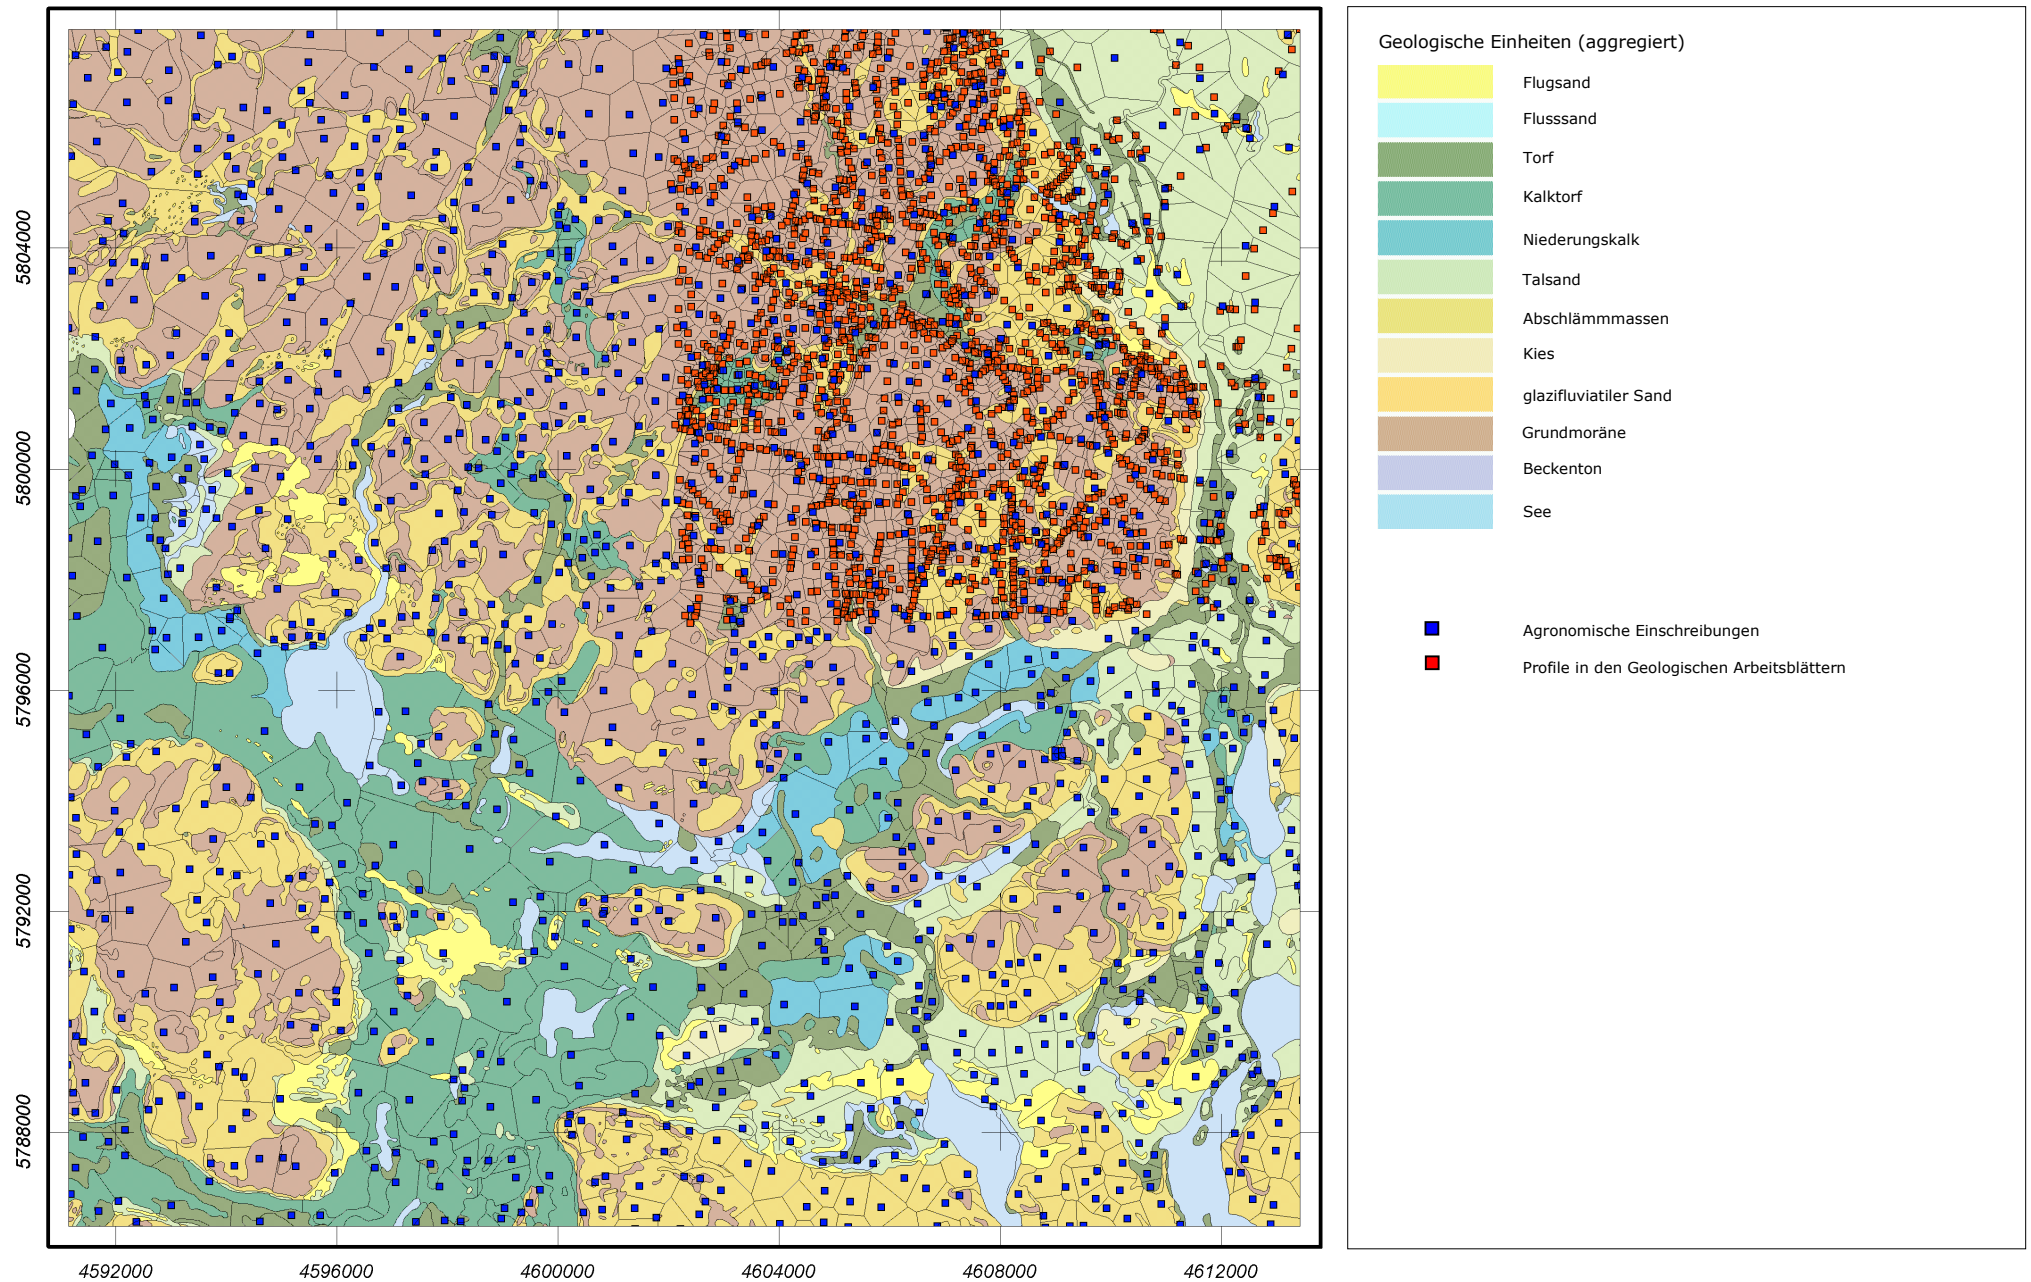 Geologische Einheiten (aggregiert)
Flugsand
Flusssand
Torf
Kalktorf
Niederungskalk
Talsand
Abschlämmmassen
Kies
glazifluviatiler Sand
Grundmoräne
Beckenton
See
Agronomische Einschreibungen
Profile in den Geologischen Arbeitsblättern
5804000
5800000
5796000
5792000
5788000
4592000 4596000 4600000 4604000 4608000 4612000